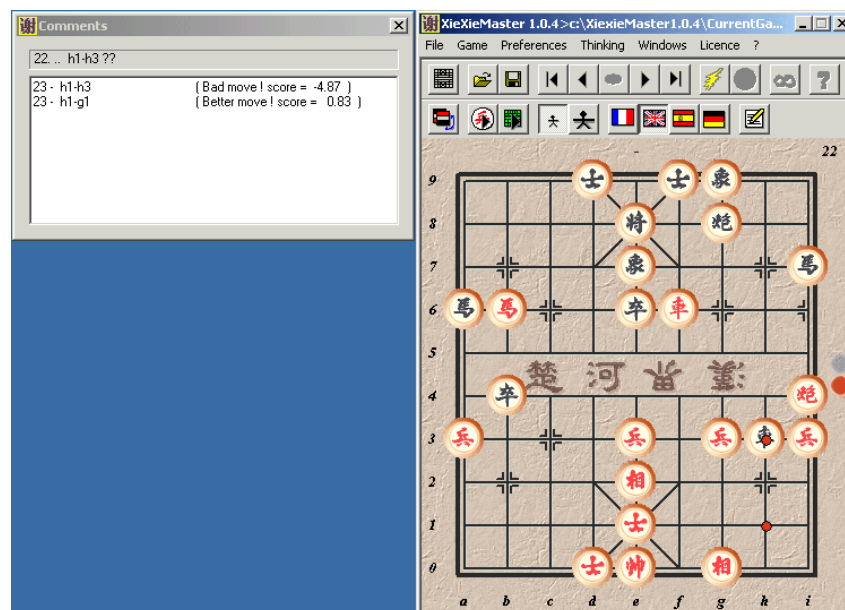 Comments
22. .. h1-h3 ??
23 - h1-h3 ( Bad move ! score = -4.87 )
23 - h1-g1 ( Better move ! score = 0.83 )
谢 XieXieMaster 1.0.4>c:\XiexieMaster1.0.4\CurrentGa...
File Game Preferences Thinking Windows Licence ?
- 22
9 士 士 象
8 将 炮
7 象 馬
6 馬 馬 卒 車
5
楚 河
4 卒 炮
3 兵 兵 兵 車 兵
2 相
1 士
0 士 帅 相
a b c d e f g h i